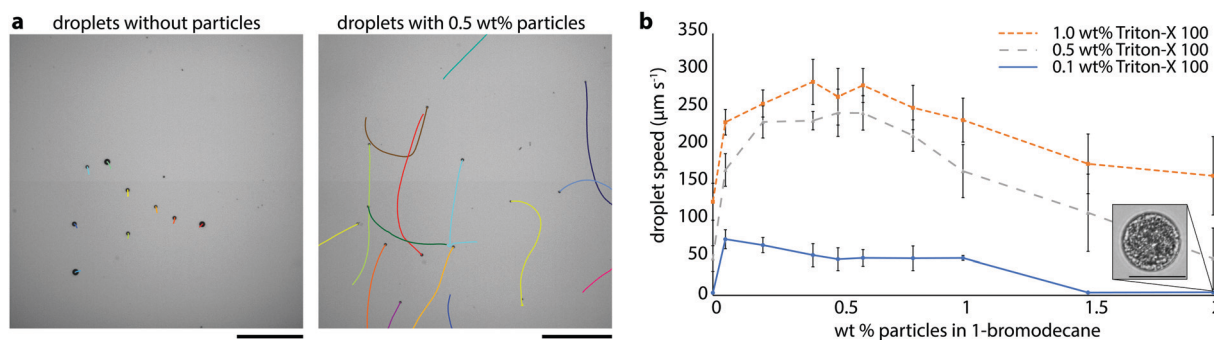 a
droplets without particles
droplets with 0.5 wt% particles
b
350
300
250
200
150
100
50
0
droplet speed (µm s⁻¹)
1.0 wt% Triton-X 100
0.5 wt% Triton-X 100
0.1 wt% Triton-X 100
0
0.5
1
1.5
2
wt % particles in 1-bromodecane